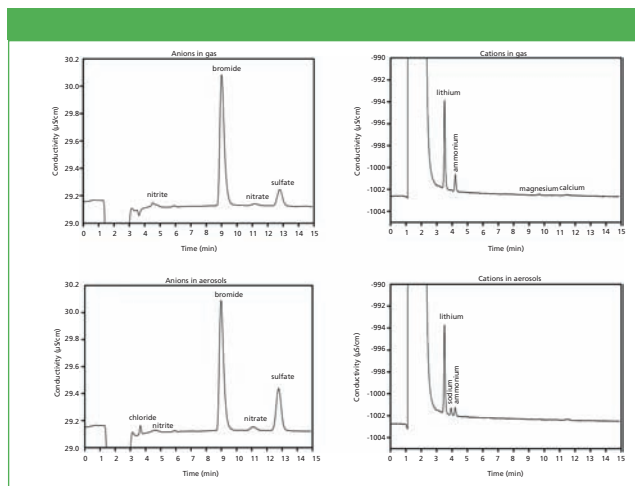 Anions in gas
30.2
30.0
29.8
29.6
29.4
29.2
29.0
Conductivity (µS/cm)
bromide
nitrite
nitrate
sulfate
0 1 2 3 4 5 6 7 8 9 10 11 12 13 14 15
Time (min)
Cations in gas
-990
-992
-994
-996
-998
-1000
-1002
-1004
Conductivity (µS/cm)
lithium
ammonium
magnesium
calcium
0 1 2 3 4 5 6 7 8 9 10 11 12 13 14 15
Time (min)
Anions in aerosols
30.2
30.0
29.8
29.6
29.4
29.2
29.0
Conductivity (µS/cm)
bromide
chloride
nitrite
nitrate
sulfate
0 1 2 3 4 5 6 7 8 9 10 11 12 13 14 15
Time (min)
Cations in aerosols
-990
-992
-994
-996
-998
-1000
-1002
-1004
Conductivity (µS/cm)
lithium
sodium
ammonium
0 1 2 3 4 5 6 7 8 9 10 11 12 13 14 15
Time (min)